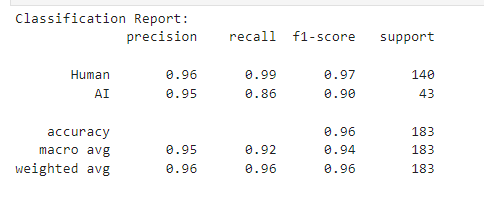 Classification Report:
precision recall f1-score support
Human 0.96 0.99 0.97 140
AI 0.95 0.86 0.90 43
accuracy 0.96 183
macro avg 0.95 0.92 0.94 183
weighted avg 0.96 0.96 0.96 183